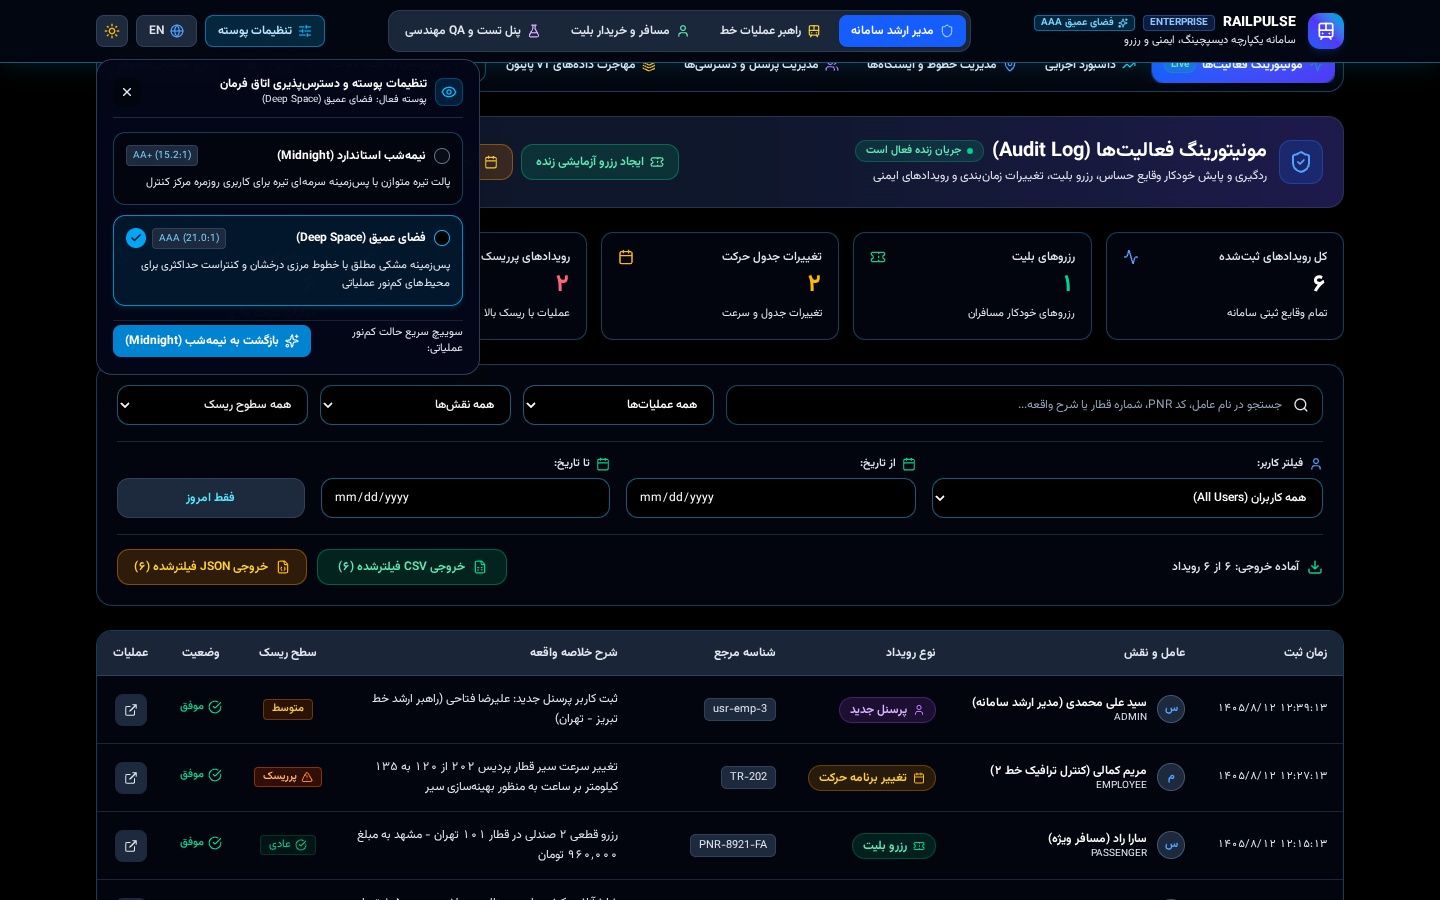 RAILPULSE ENTERPRISE فضای عمیق AAA
سامانه یکپارچه دیسپچینگ، ایمنی و رزرو
مدیر ارشد سامانه
راهبر عملیات خط
مسافر و خریدار بلیت
پنل تست و QA مهندسی
تنظیمات پوسته
EN
مونیتورینگ فعالیت‌ها Live
داشبورد اجرایی
مدیریت خطوط و ایستگاه‌ها
مدیریت پرسنل و دسترسی‌ها
مهاجرت داده‌های V1 پایتون
تنظیمات پوسته و دسترس‌پذیری اتاق فرمان
پوسته فعال: فضای عمیق (Deep Space)
نیمه‌شب استاندارد (Midnight) AA+ (15.2:1)
پالت تیره متوازن با پس‌زمینه سرمه‌ای تیره برای کاربری روزمره مرکز کنترل
فضای عمیق (Deep Space) AAA (21.0:1)
پس‌زمینه مشکی مطلق با خطوط مرزی درخشان و کنتراست حداکثری برای
محیط‌های کم‌نور عملیاتی
سوییچ سریع حالت کم‌نور
عملیاتی:
بازگشت به نیمه‌شب (Midnight)
مونیتورینگ فعالیت‌ها (Audit Log) جریان زنده فعال است
ردگیری و پایش خودکار وقایع حساس، رزرو بلیت، تغییرات زمان‌بندی و رویدادهای ایمنی
ایجاد رزرو آزمایشی زنده
کل رویدادهای ثبت‌شده
۶
تمام وقایع ثبتی سامانه
رزروهای بلیت
۱
رزروهای خودکار مسافران
تغییرات جدول حرکت
۲
تغییرات جدول و سرعت
رویدادهای پرریسک
۲
عملیات با ریسک بالا
جستجو در نام عامل، کد PNR، شماره قطار یا شرح واقعه...
همه عملیات‌ها
همه نقش‌ها
همه سطوح ریسک
فیلتر کاربر:
از تاریخ:
تا تاریخ:
همه کاربران (All Users)
mm/dd/yyyy
mm/dd/yyyy
فقط امروز
آماده خروجی: ۶ از ۶ رویداد
خروجی CSV فیلترشده (۶)
خروجی JSON فیلترشده (۶)
زمان ثبت عامل و نقش نوع رویداد شناسه مرجع شرح خلاصه واقعه سطح ریسک وضعیت عملیات
۱۴۰۵/۸/۱۲ ۱۲:۳۹:۱۳
س
سید علی محمدی (مدیر ارشد سامانه)
ADMIN
پرسنل جدید
usr-emp-3
ثبت کاربر پرسنل جدید: علیرضا فتاحی (راهبر ارشد خط
تبریز - تهران)
متوسط
موفق
۱۴۰۵/۸/۱۲ ۱۲:۲۷:۱۳
م
مریم کمالی (کنترل ترافیک خط ۲)
EMPLOYEE
تغییر برنامه حرکت
TR-202
تغییر سرعت سیر قطار پردیس ۲۰۲ از ۱۲۰ به ۱۳۵
کیلومتر بر ساعت به منظور بهینه‌سازی سیر
پرریسک
موفق
۱۴۰۵/۸/۱۲ ۱۲:۱۵:۱۳
س
سارا راد (مسافر ویژه)
PASSENGER
رزرو بلیت
PNR-8921-FA
رزرو قطعی ۲ صندلی در قطار ۱۰۱ تهران - مشهد به مبلغ
۹۶۰,۰۰۰ تومان
عادی
موفق